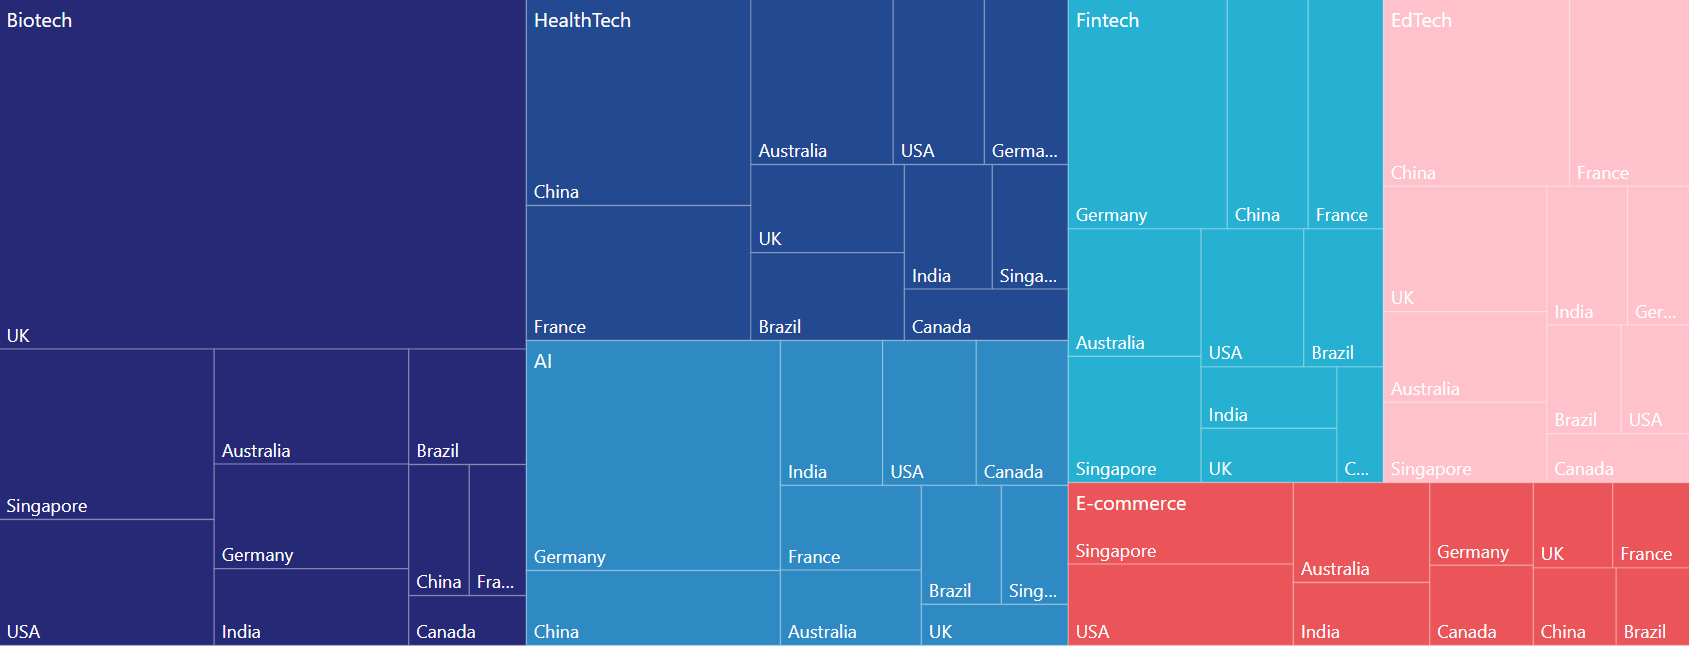 Biotech
UK
Singapore
USA
Australia
Germany
India
Brazil
China
Fra...
Canada
HealthTech
China
France
Australia
USA
Germa...
UK
Brazil
India
Singa...
Canada
AI
Germany
China
India
USA
Canada
France
Australia
Brazil
Sing...
UK
Fintech
Germany
China
France
Australia
Singapore
USA
Brazil
India
UK
C...
EdTech
China
France
UK
Australia
Singapore
India
Ger...
Brazil
USA
Canada
E-commerce
Singapore
USA
Australia
India
Germany
Canada
UK
France
China
Brazil